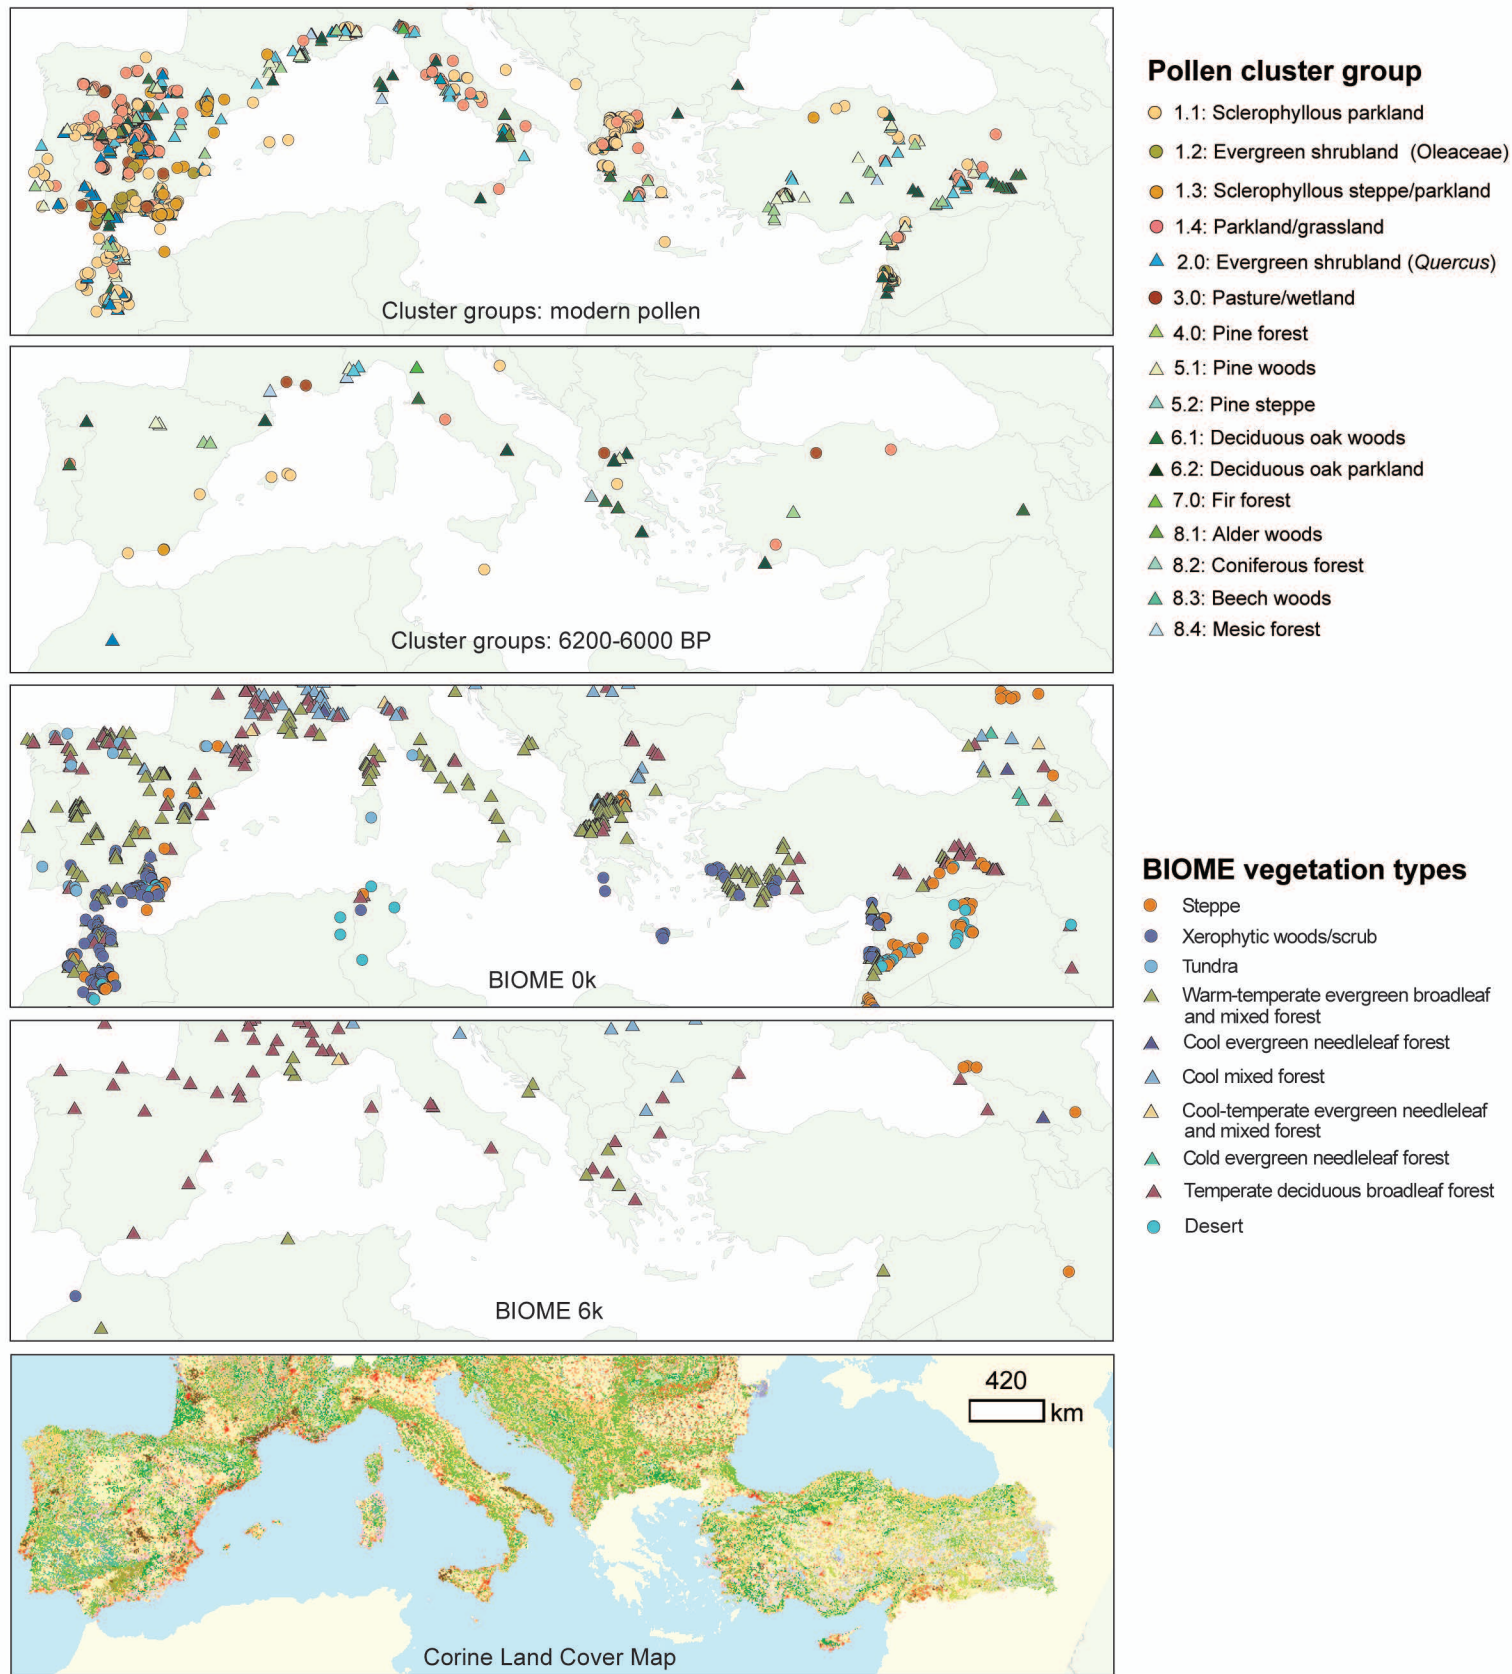 Cluster groups: modern pollen
Cluster groups: 6200-6000 BP
BIOME 0k
BIOME 6k
420
km
Corine Land Cover Map
Pollen cluster group
1.1: Sclerophyllous parkland
1.2: Evergreen shrubland (Oleaceae)
1.3: Sclerophyllous steppe/parkland
1.4: Parkland/grassland
2.0: Evergreen shrubland (Quercus)
3.0: Pasture/wetland
4.0: Pine forest
5.1: Pine woods
5.2: Pine steppe
6.1: Deciduous oak woods
6.2: Deciduous oak parkland
7.0: Fir forest
8.1: Alder woods
8.2: Coniferous forest
8.3: Beech woods
8.4: Mesic forest
BIOME vegetation types
Steppe
Xerophytic woods/scrub
Tundra
Warm-temperate evergreen broadleaf
and mixed forest
Cool evergreen needleleaf forest
Cool mixed forest
Cool-temperate evergreen needleleaf
and mixed forest
Cold evergreen needleleaf forest
Temperate deciduous broadleaf forest
Desert